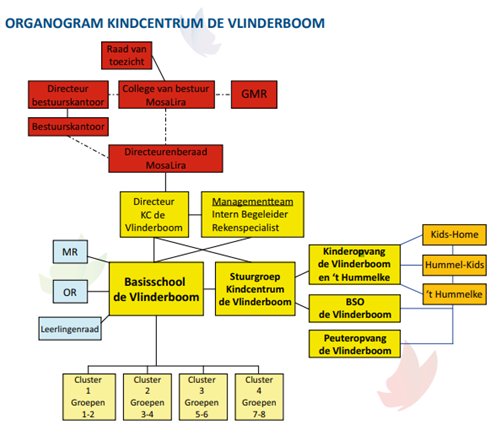 ORGANOGRAM KINDCENTRUM DE VLINDERBOOM
Raad van
toezicht
Directeur
bestuurskantoor
College van bestuur
MosaLira
GMR
Bestuurskantoor
Directeurenberaad
MosaLira
Directeur
KC de
Vlinderboom
Managementteam
Intern Begeleider
Rekenspecialist
MR
OR
Leerlingenraad
Basisschool
de Vlinderboom
Stuurgroep
Kindcentrum
de Vlinderboom
Kinderopvang
de Vlinderboom
en ‘t Hummelke
BSO
de Vlinderboom
Peuteropvang
de Vlinderboom
Kids-Home
Hummel-Kids
‘t Hummelke
Cluster
1
Groepen
1-2
Cluster
2
Groepen
3-4
Cluster
3
Groepen
5-6
Cluster
4
Groepen
7-8